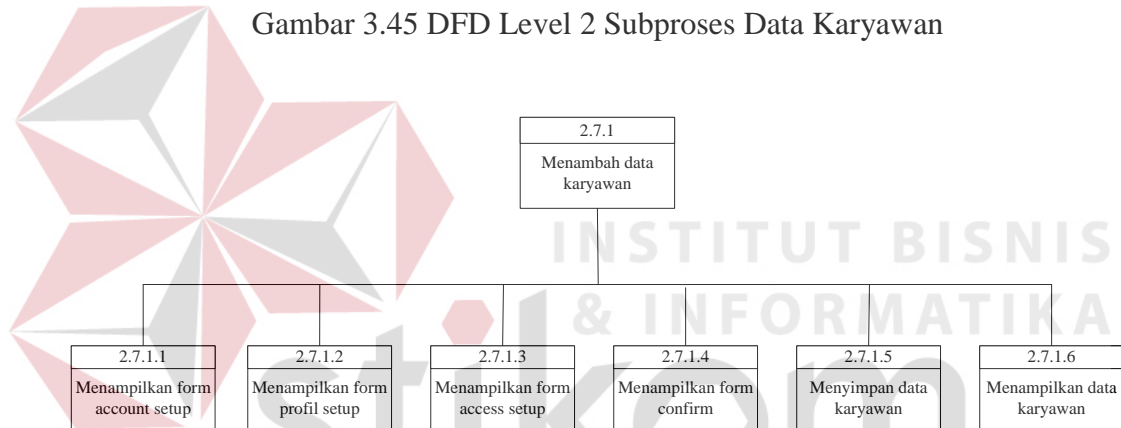 Gambar 3.45 DFD Level 2 Subproses Data Karyawan
2.7.1
Menambah data
karyawan
INSTITUT BISNIS
& INFORMATIKA
stikom
2.7.1.1
Menampilkan form
account setup
2.7.1.2
Menampilkan form
profil setup
2.7.1.3
Menampilkan form
access setup
2.7.1.4
Menampilkan form
confirm
2.7.1.5
Menyimpan data
karyawan
2.7.1.6
Menampilkan data
karyawan